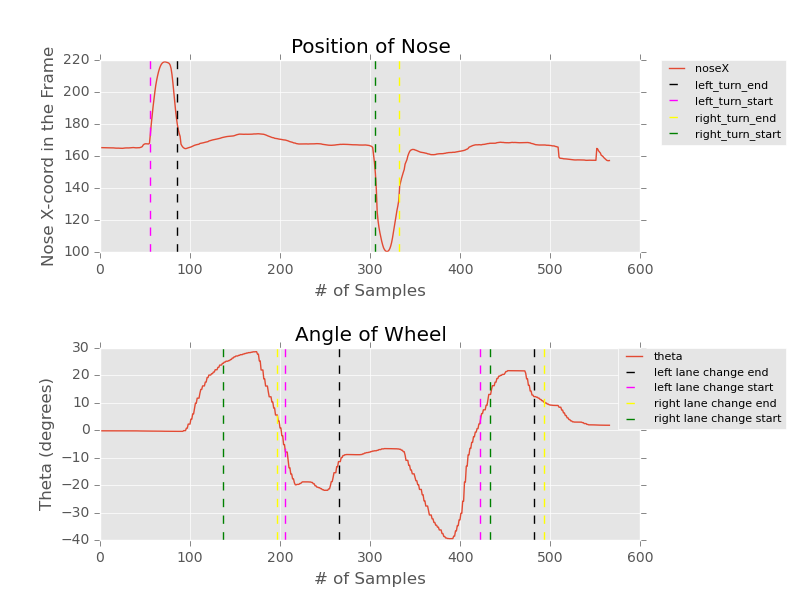 Position of Nose
Nose X-coord in the Frame
220
200
180
160
140
120
100
0 100 200 300 400 500 600
# of Samples
noseX
left_turn_end
left_turn_start
right_turn_end
right_turn_start
Angle of Wheel
Theta (degrees)
30
20
10
0
−10
−20
−30
−40
0 100 200 300 400 500 600
# of Samples
theta
left lane change end
left lane change start
right lane change end
right lane change start